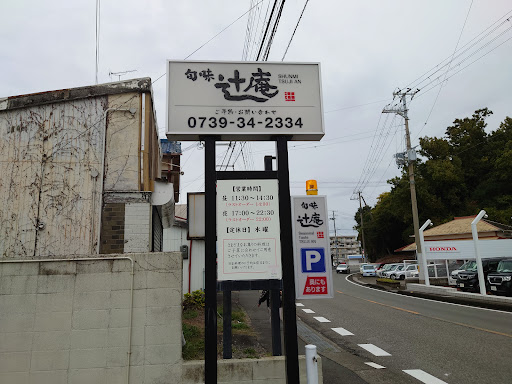 旬味
辻庵
SHUNMI
TSUJI AN
ご予約・お問い合わせ
0739-34-2334
【営業時間】
昼 11:30〜14:30
夜 17:00〜22:30
【定休日】水曜
旬味
辻庵
P
奥にも
あります
HONDA